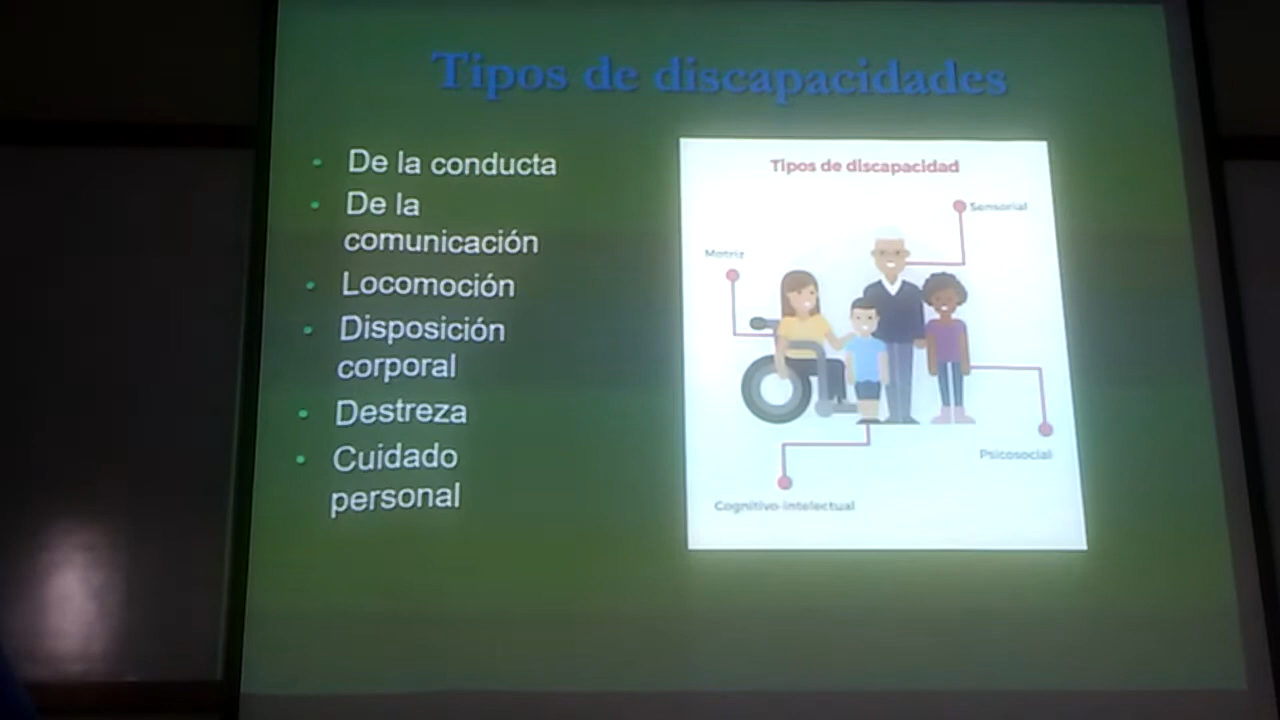 Tipos de discapacidades
De la conducta
De la
comunicación
Locomoción
Disposición
corporal
Destreza
Cuidado
personal
Tipos de discapacidad
Sensorial
Motriz
Psicosocial
Cognitivo-intelectual